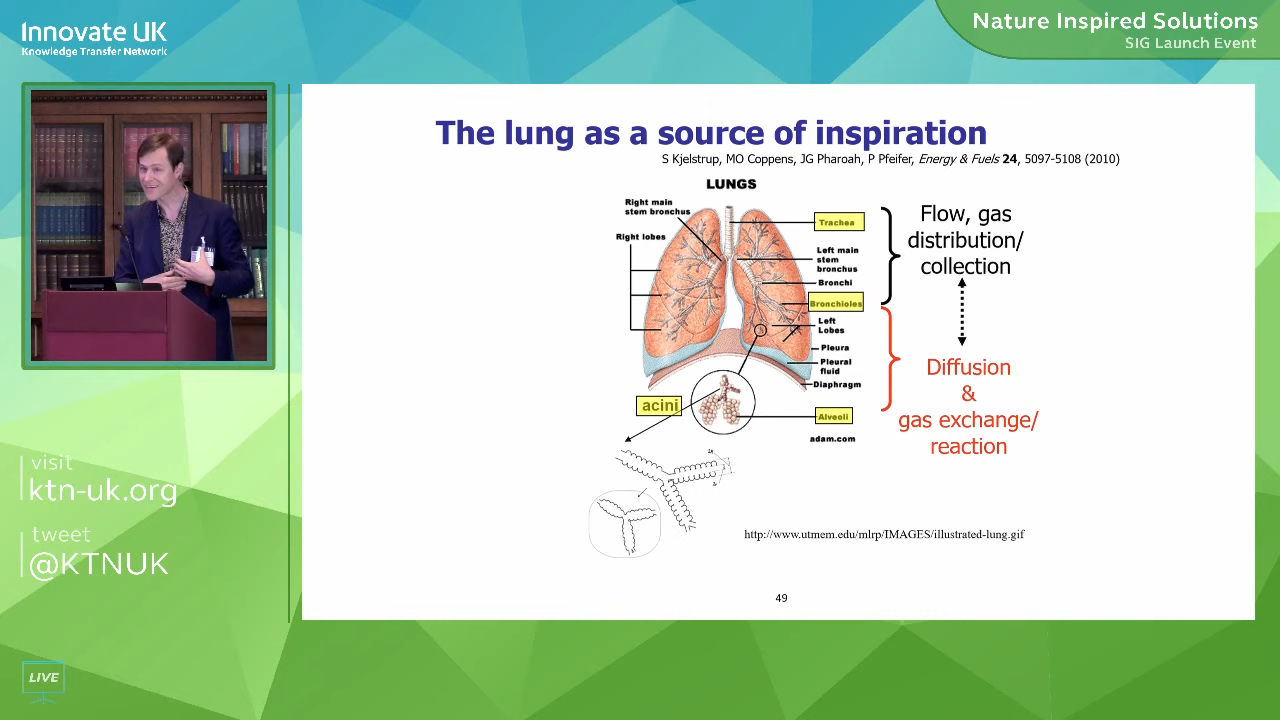 Innovate UK
Knowledge Transfer Network
Nature Inspired Solutions
SIG Launch Event
The lung as a source of inspiration
S Kjelstrup, MO Coppens, JG Pharoah, P Pfeifer, Energy & Fuels 24, 5097-5108 (2010)
LUNGS
Right main
stem bronchus
Right lobes
Trachea
Left main
stem
bronchus
Bronchi
Bronchioles
Left
Lobes
Pleura
Pleural
fluid
Diaphragm
acini
Alveoli
adam.com
Flow, gas
distribution/
collection
Diffusion
&
gas exchange/
reaction
http://www.utmem.edu/mlrp/IMAGES/illustrated-lung.gif
49
visit
ktn-uk.org
tweet
@KTNUK
LIVE